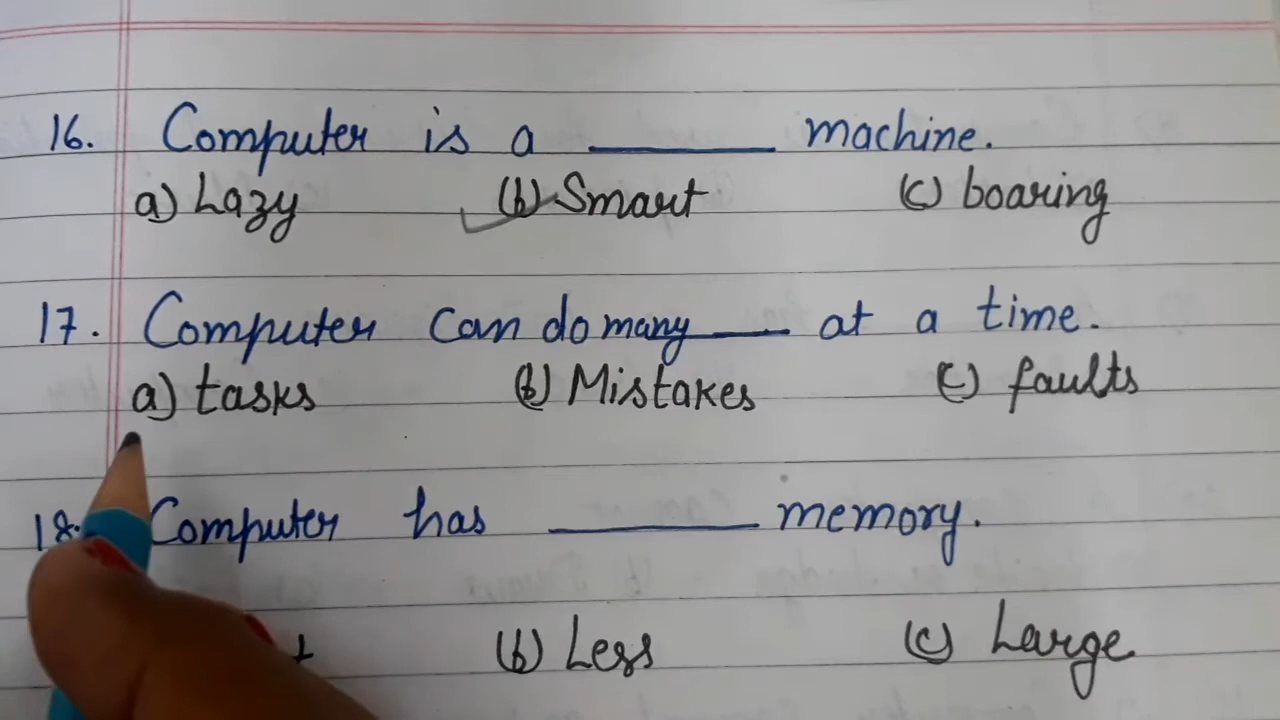 16. Computer is a ______ machine.
a) Lazy (b) Smart (c) boaring
17. Computer can do many ____ at a time.
a) tasks (b) Mistakes (c) faults
18. Computer has ______ memory.
(b) Less (c) Large